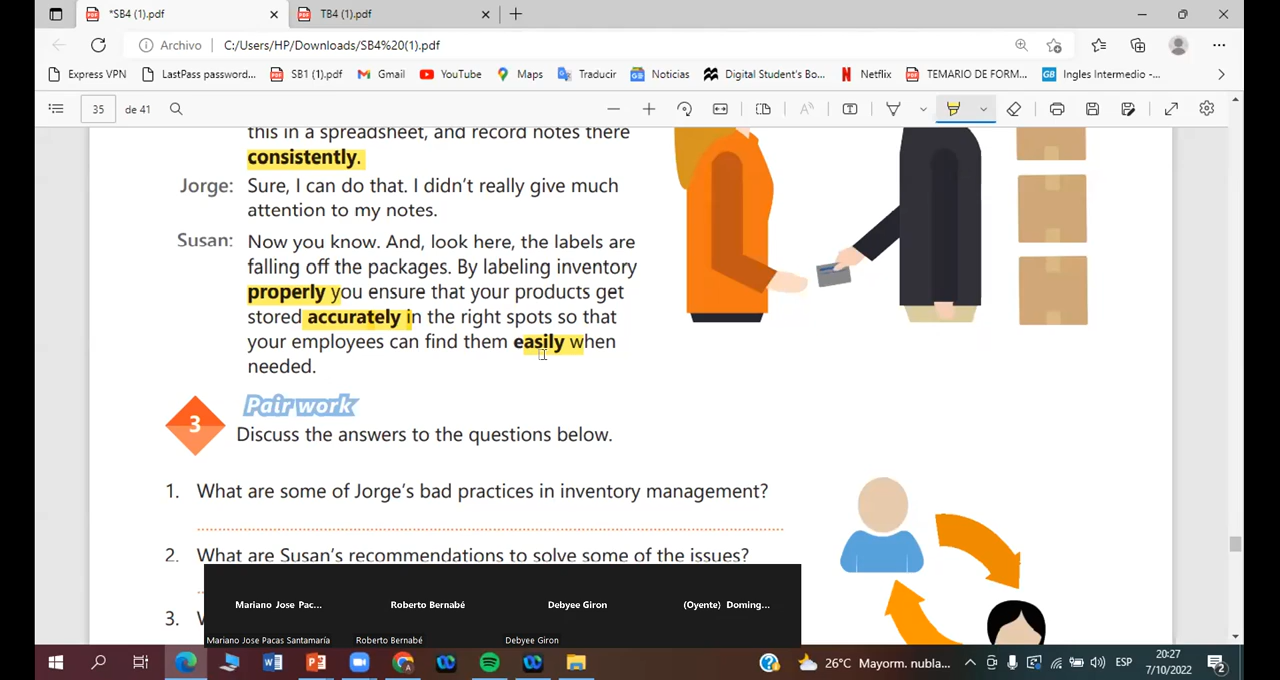 *SB4 (1).pdf
TB4 (1).pdf
Archivo
C:/Users/HP/Downloads/SB4%20(1).pdf
Express VPN
LastPass password...
SB1 (1).pdf
Gmail
YouTube
Maps
Traducir
Noticias
Digital Student's Bo...
Netflix
TEMARIO DE FORM...
Ingles Intermedio -...
35
de 41
this in a spreadsheet, and record notes there
consistently.
Jorge: Sure, I can do that. I didn't really give much
attention to my notes.
Susan: Now you know. And, look here, the labels are
falling off the packages. By labeling inventory
properly you ensure that your products get
stored accurately in the right spots so that
your employees can find them easily when
needed.
3
Pair work
Discuss the answers to the questions below.
1. What are some of Jorge's bad practices in inventory management?
2. What are Susan's recommendations to solve some of the issues?
3.
Mariano Jose Pac...
Roberto Bernabé
Debyee Giron
(Oyente) Doming...
Mariano Jose Pacas Santamaría
Roberto Bernabé
Debyee Giron
26°C Mayorm. nubla...
ESP
20:27
7/10/2022
2